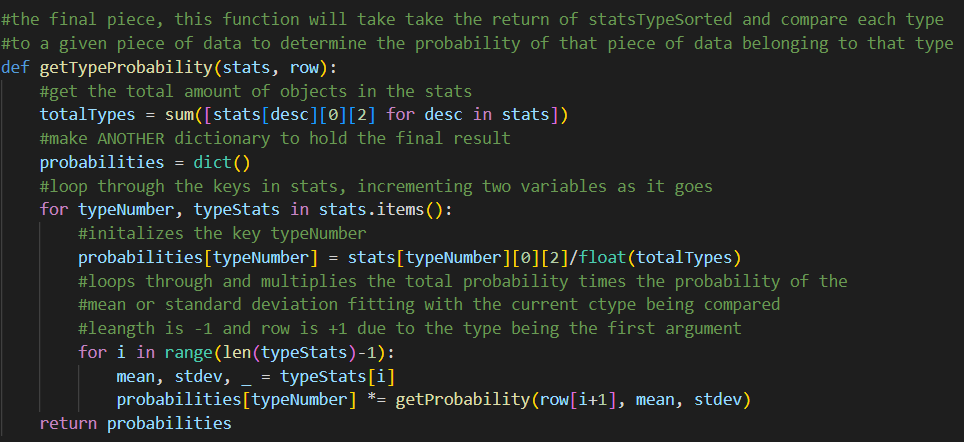 #the final piece, this function will take take the return of statsTypeSorted and compare each type
#to a given piece of data to determine the probability of that piece of data belonging to that type
def getTypeProbability(stats, row):
    #get the total amount of objects in the stats
    totalTypes = sum([stats[desc][0][2] for desc in stats])
    #make ANOTHER dictionary to hold the final result
    probabilities = dict()
    #loop through the keys in stats, incrementing two variables as it goes
    for typeNumber, typeStats in stats.items():
        #initalizes the key typeNumber
        probabilities[typeNumber] = stats[typeNumber][0][2]/float(totalTypes)
        #loops through and multiplies the total probability times the probability of the
        #mean or standard deviation fitting with the current ctype being compared
        #leangth is -1 and row is +1 due to the type being the first argument
        for i in range(len(typeStats)-1):
            mean, stdev, _ = typeStats[i]
            probabilities[typeNumber] *= getProbability(row[i+1], mean, stdev)
    return probabilities